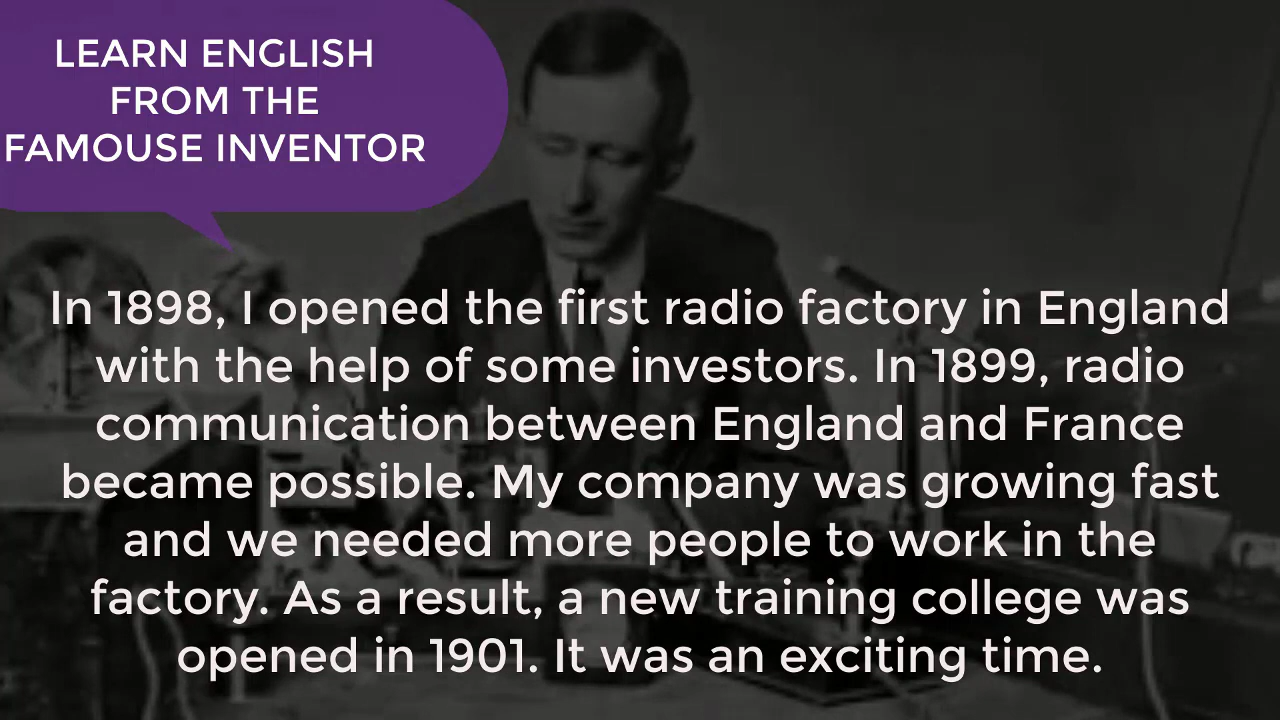 LEARN ENGLISH
FROM THE
FAMOUSE INVENTOR
In 1898, I opened the first radio factory in England
with the help of some investors. In 1899, radio
communication between England and France
became possible. My company was growing fast
and we needed more people to work in the
factory. As a result, a new training college was
opened in 1901. It was an exciting time.